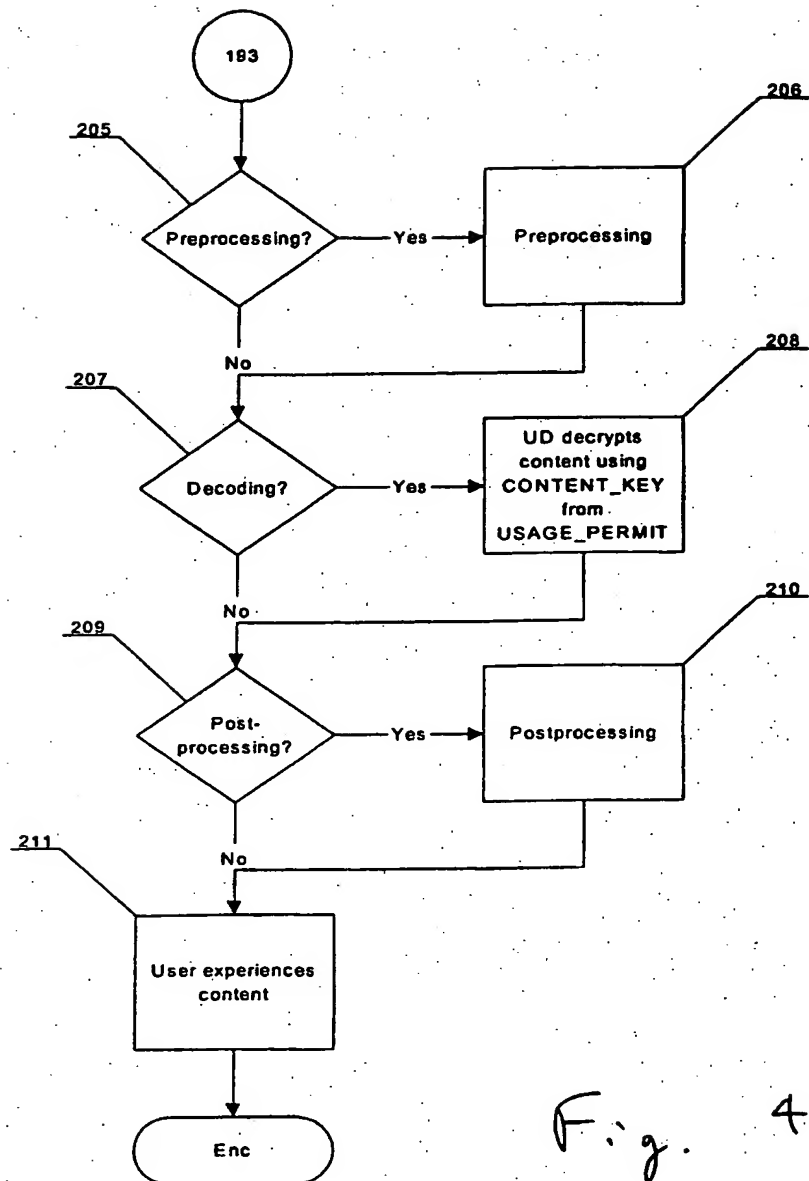 193
205
206
Preprocessing?
Yes
Preprocessing
No
207
208
Decoding?
Yes
UD decrypts
content using
CONTENT_KEY
from
USAGE_PERMIT
No
209
210
Post-
processing?
Yes
Postprocessing
No
211
User experiences
content
Enc
Fig. 4